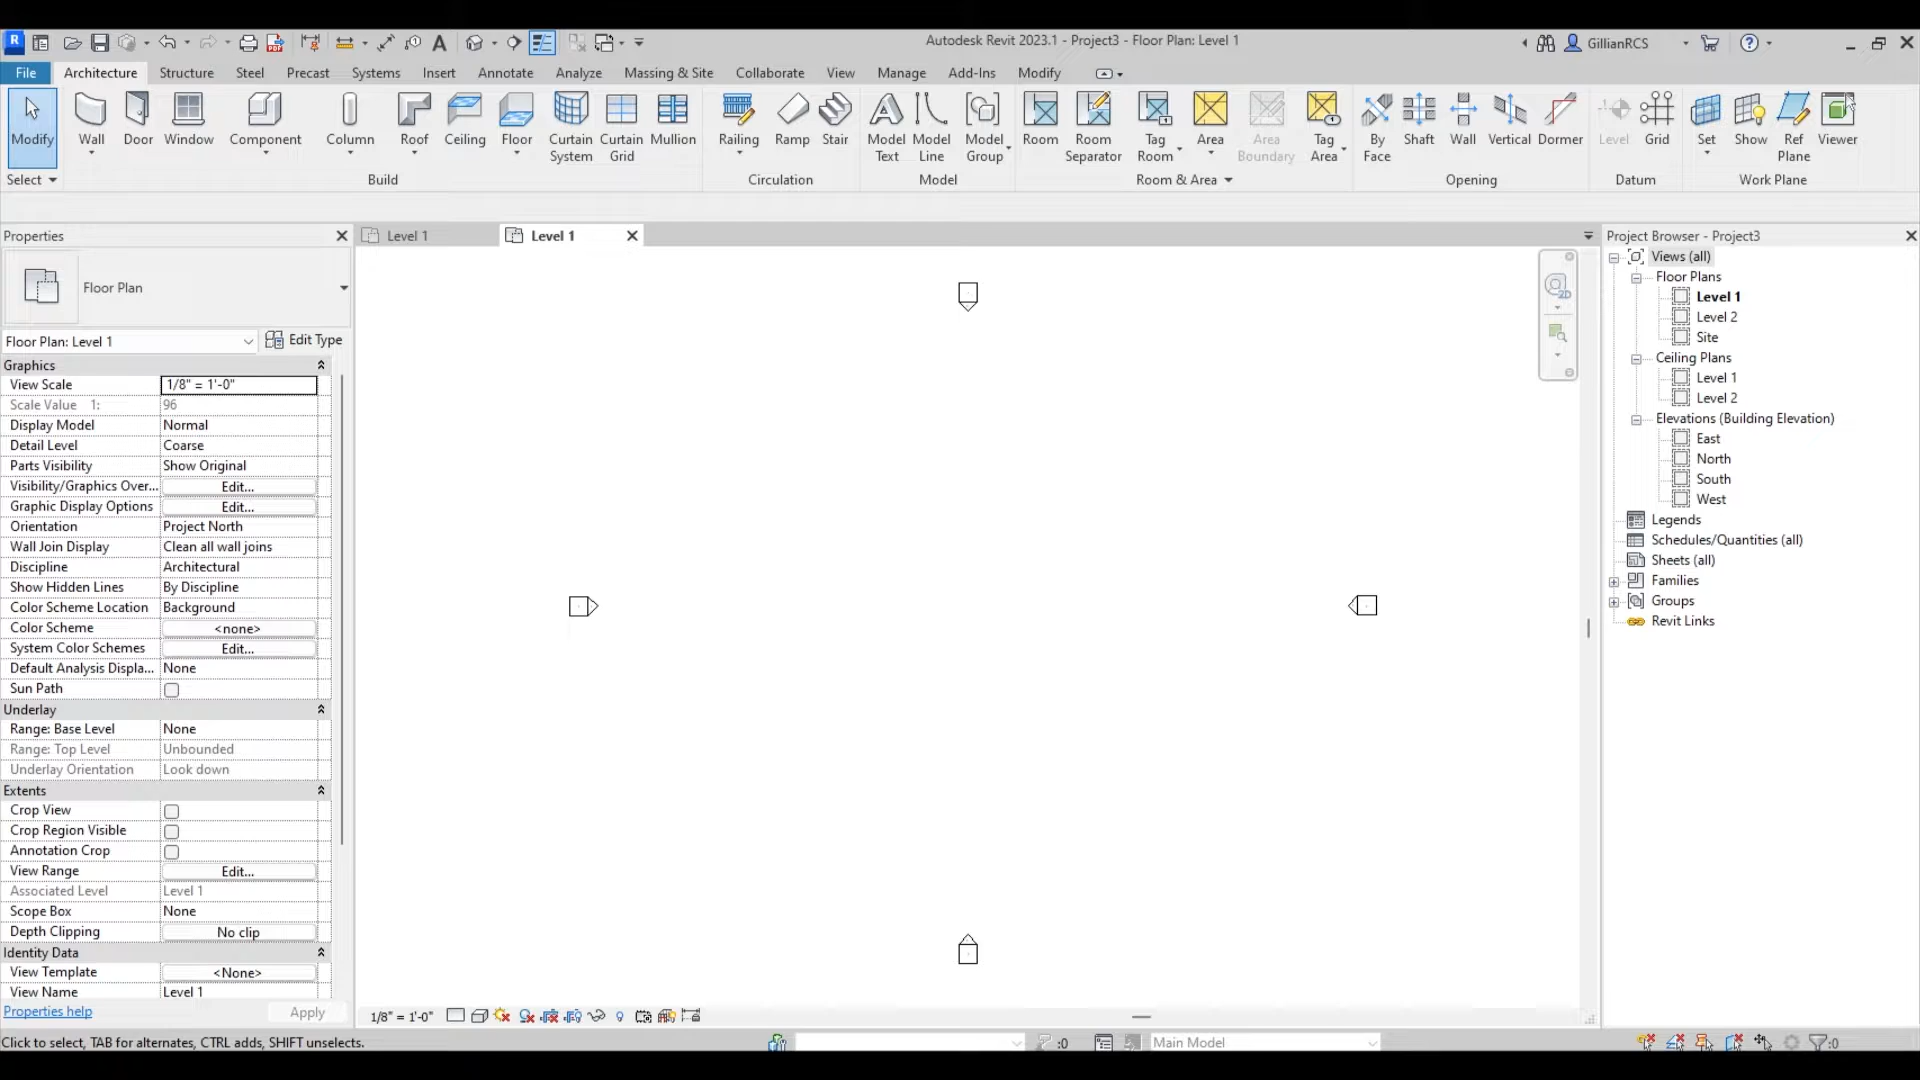 Autodesk Revit 2023.1 - Project3 - Floor Plan: Level 1
GillianRCS
File Architecture Structure Steel Precast Systems Insert Annotate Analyze Massing & Site Collaborate View Manage Add-Ins Modify
Modify Wall Door Window Component Column Roof Ceiling Floor Curtain System Curtain Grid Mullion Railing Ramp Stair Model Text Model Line Model Group Room Room Separator Tag Room Area Area Boundary Tag Area By Face Shaft Wall Vertical Dormer Level Grid Set Show Ref Plane Viewer
Select Build Circulation Model Room & Area Opening Datum Work Plane
Properties
Level 1
Level 1
Project Browser - Project3
Floor Plan
Floor Plan: Level 1
Edit Type
Graphics
View Scale 1/8" = 1'-0"
Scale Value 1: 96
Display Model Normal
Detail Level Coarse
Parts Visibility Show Original
Visibility/Graphics Over... Edit...
Graphic Display Options Edit...
Orientation Project North
Wall Join Display Clean all wall joins
Discipline Architectural
Show Hidden Lines By Discipline
Color Scheme Location Background
Color Scheme <none>
System Color Schemes Edit...
Default Analysis Displa... None
Sun Path
Underlay
Range: Base Level None
Range: Top Level Unbounded
Underlay Orientation Look down
Extents
Crop View
Crop Region Visible
Annotation Crop
View Range Edit...
Associated Level Level 1
Scope Box None
Depth Clipping No clip
Identity Data
View Template <None>
View Name Level 1
Properties help Apply
2D
Views (all)
Floor Plans
Level 1
Level 2
Site
Ceiling Plans
Level 1
Level 2
Elevations (Building Elevation)
East
North
South
West
Legends
Schedules/Quantities (all)
Sheets (all)
Families
Groups
Revit Links
1/8" = 1'-0"
Click to select, TAB for alternates, CTRL adds, SHIFT unselects.
:0
Main Model
:0